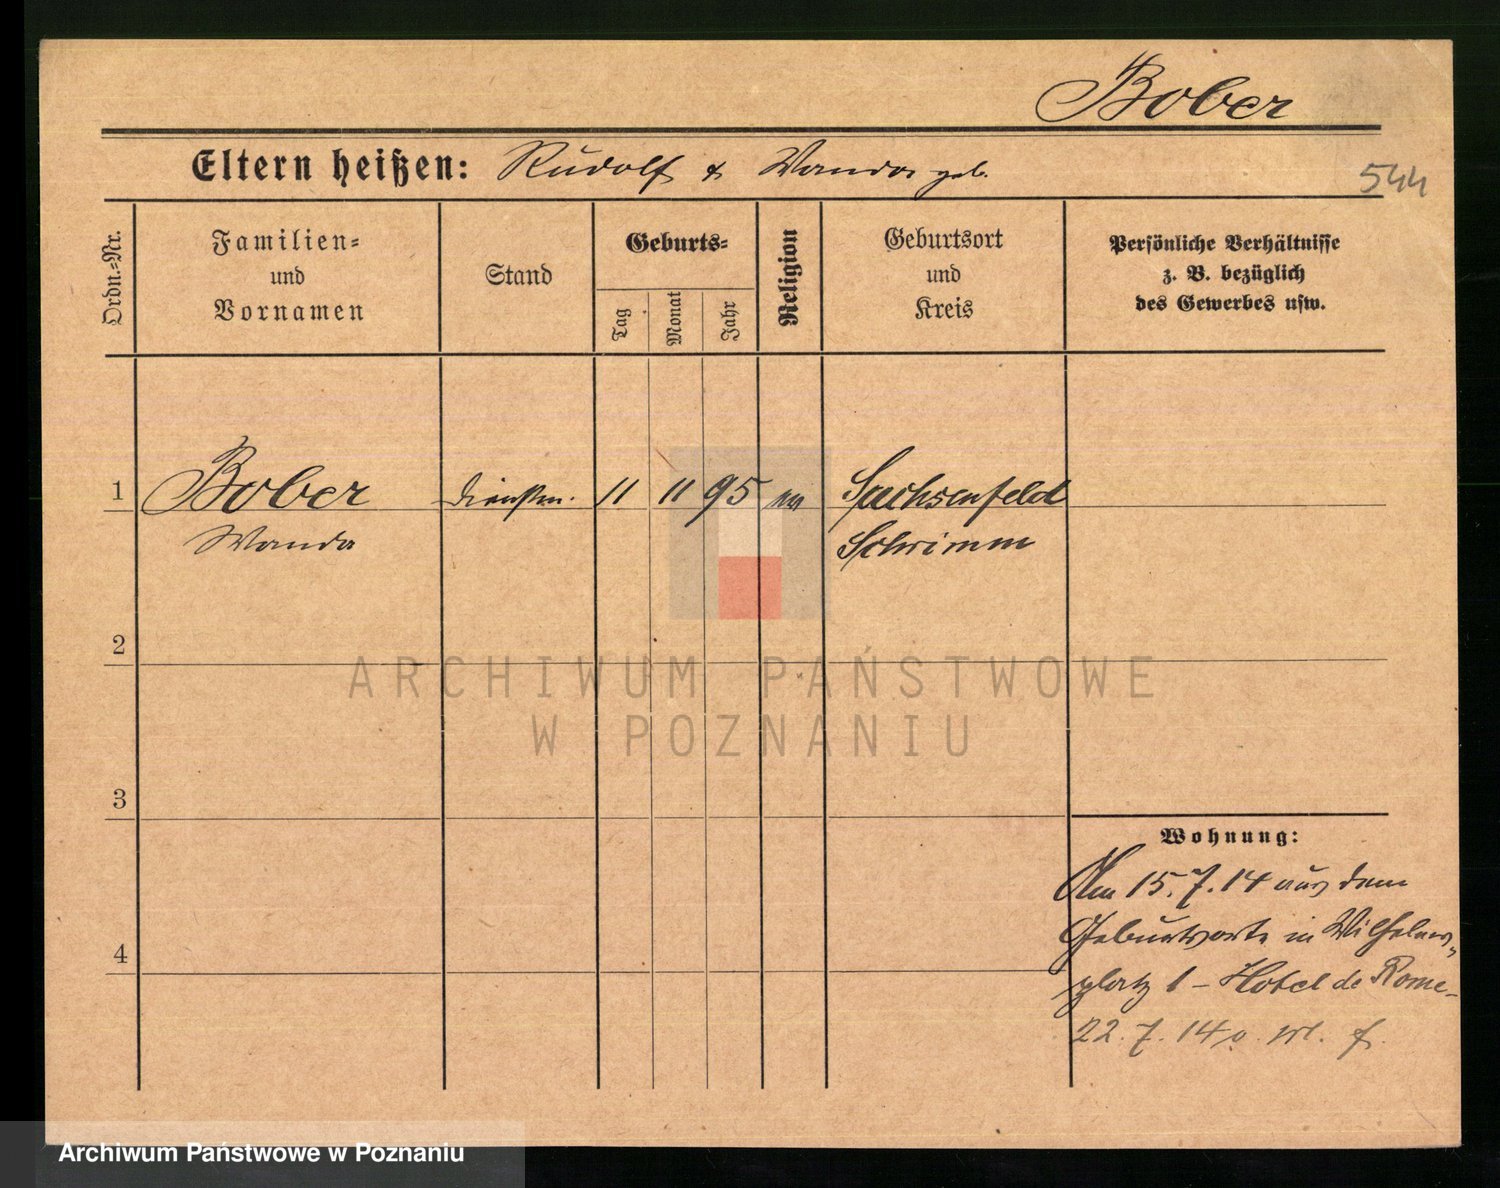 Bober
Eltern heißen: Rudolf & Wanda geb.
544
Ordn.=Nr.
Familien=
und
Vornamen
Stand
Geburts=
Tag
Monat
Jahr
Religion
Geburtsort
und
Kreis
Persönliche Verhältnisse
z. B. bezüglich
des Gewerbes usw.
1 Bober Dienstm. 11 11 95 Sachsenfeld
Wanda Schrimm
2
3
4
Wohnung:
Am 15.7.14 aus dem
Geburtsorte in Wilhelms„
platz 1 – Hotel de Rome–
22.7.14
ARCHIWUM PAŃSTWOWE
W POZNANIU
Archiwum Państwowe w Poznaniu